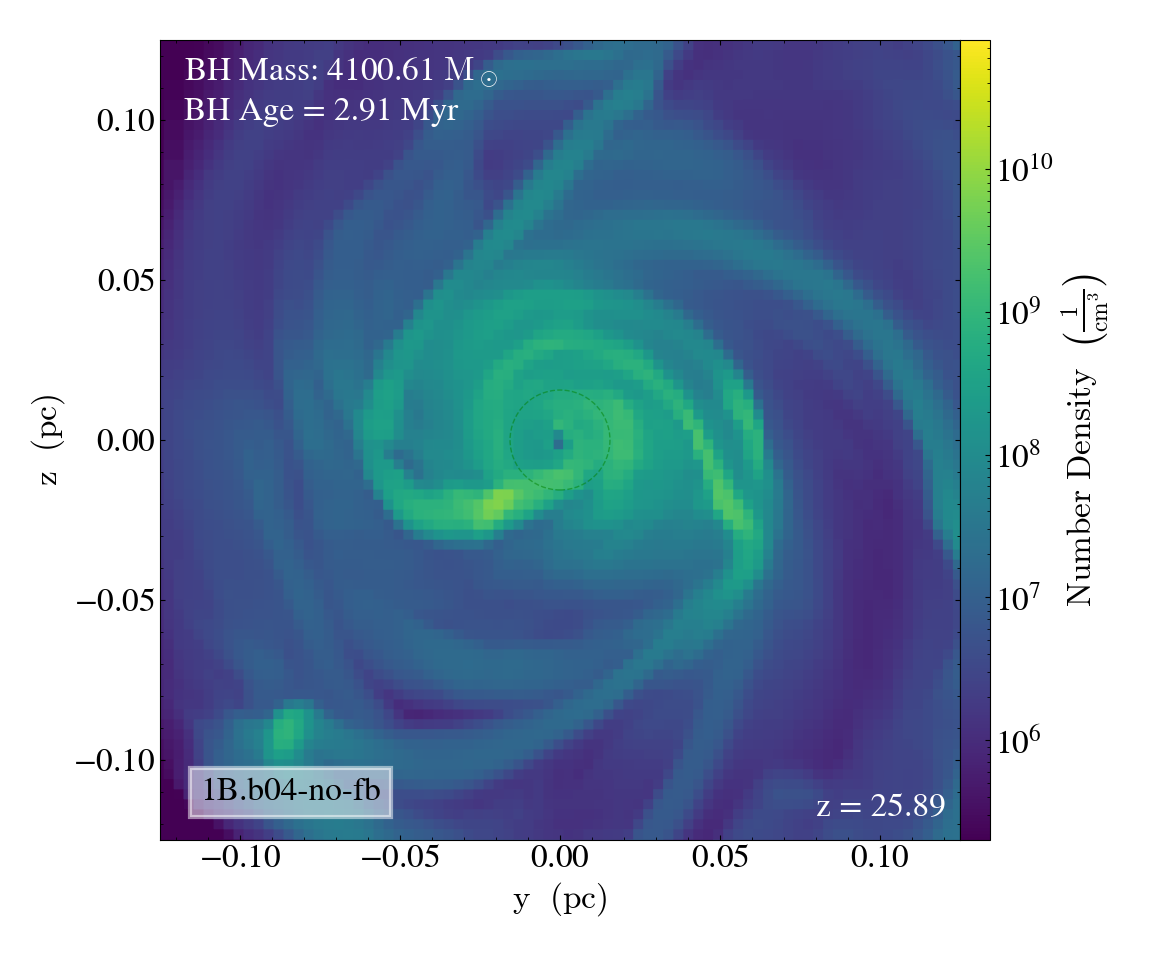 BH Mass: 4100.61 M⊙
BH Age = 2.91 Myr
0.10
0.05
0.00
−0.05
−0.10
z (pc)
1B.b04-no-fb
z = 25.89
−0.10 −0.05 0.00 0.05 0.10
y (pc)
10^10
10^9
10^8
10^7
10^6
Number Density (1/cm^3)